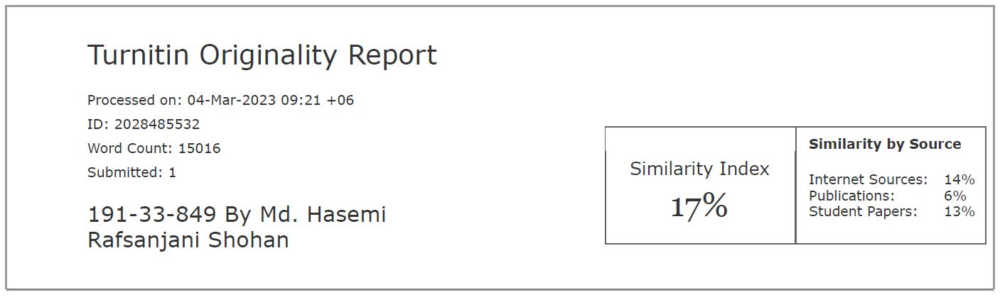 Turnitin Originality Report
Processed on: 04-Mar-2023 09:21 +06
ID: 2028485532
Word Count: 15016
Submitted: 1
191-33-849 By Md. Hasemi
Rafsanjani Shohan
Similarity Index
17%
Similarity by Source
Internet Sources: 14%
Publications: 6%
Student Papers: 13%